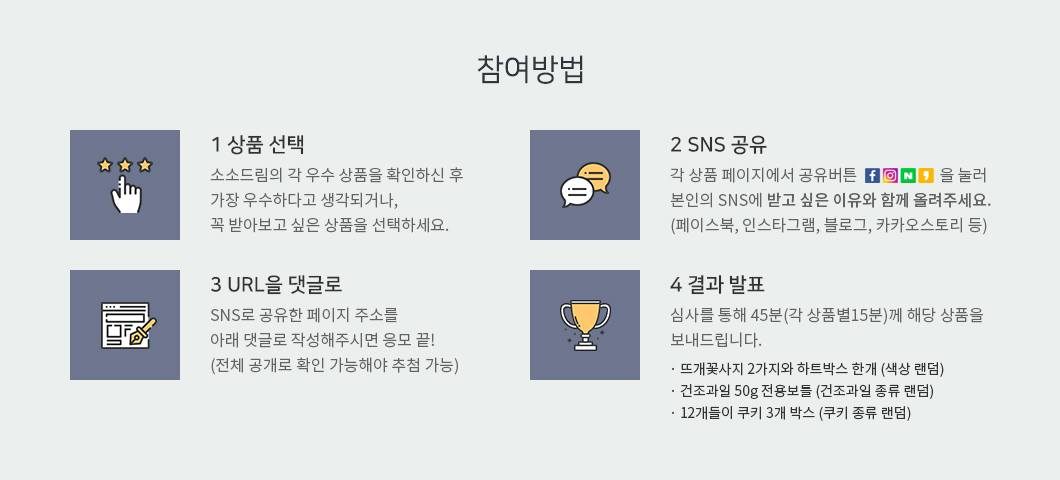 참여방법
1 상품 선택
소소드림의 각 우수 상품을 확인하신 후
가장 우수하다고 생각되거나,
꼭 받아보고 싶은 상품을 선택하세요.
2 SNS 공유
각 상품 페이지에서 공유버튼 을 눌러
본인의 SNS에 받고 싶은 이유와 함께 올려주세요.
(페이스북, 인스타그램, 블로그, 카카오스토리 등)
3 URL을 댓글로
SNS로 공유한 페이지 주소를
아래 댓글로 작성해주시면 응모 끝!
(전체 공개로 확인 가능해야 추첨 가능)
4 결과 발표
심사를 통해 45분(각 상품별15분)께 해당 상품을
보내드립니다.
· 뜨개꽃사지 2가지와 하트박스 한개 (색상 랜덤)
· 건조과일 50g 전용보틀 (건조과일 종류 랜덤)
· 12개들이 쿠키 3개 박스 (쿠키 종류 랜덤)